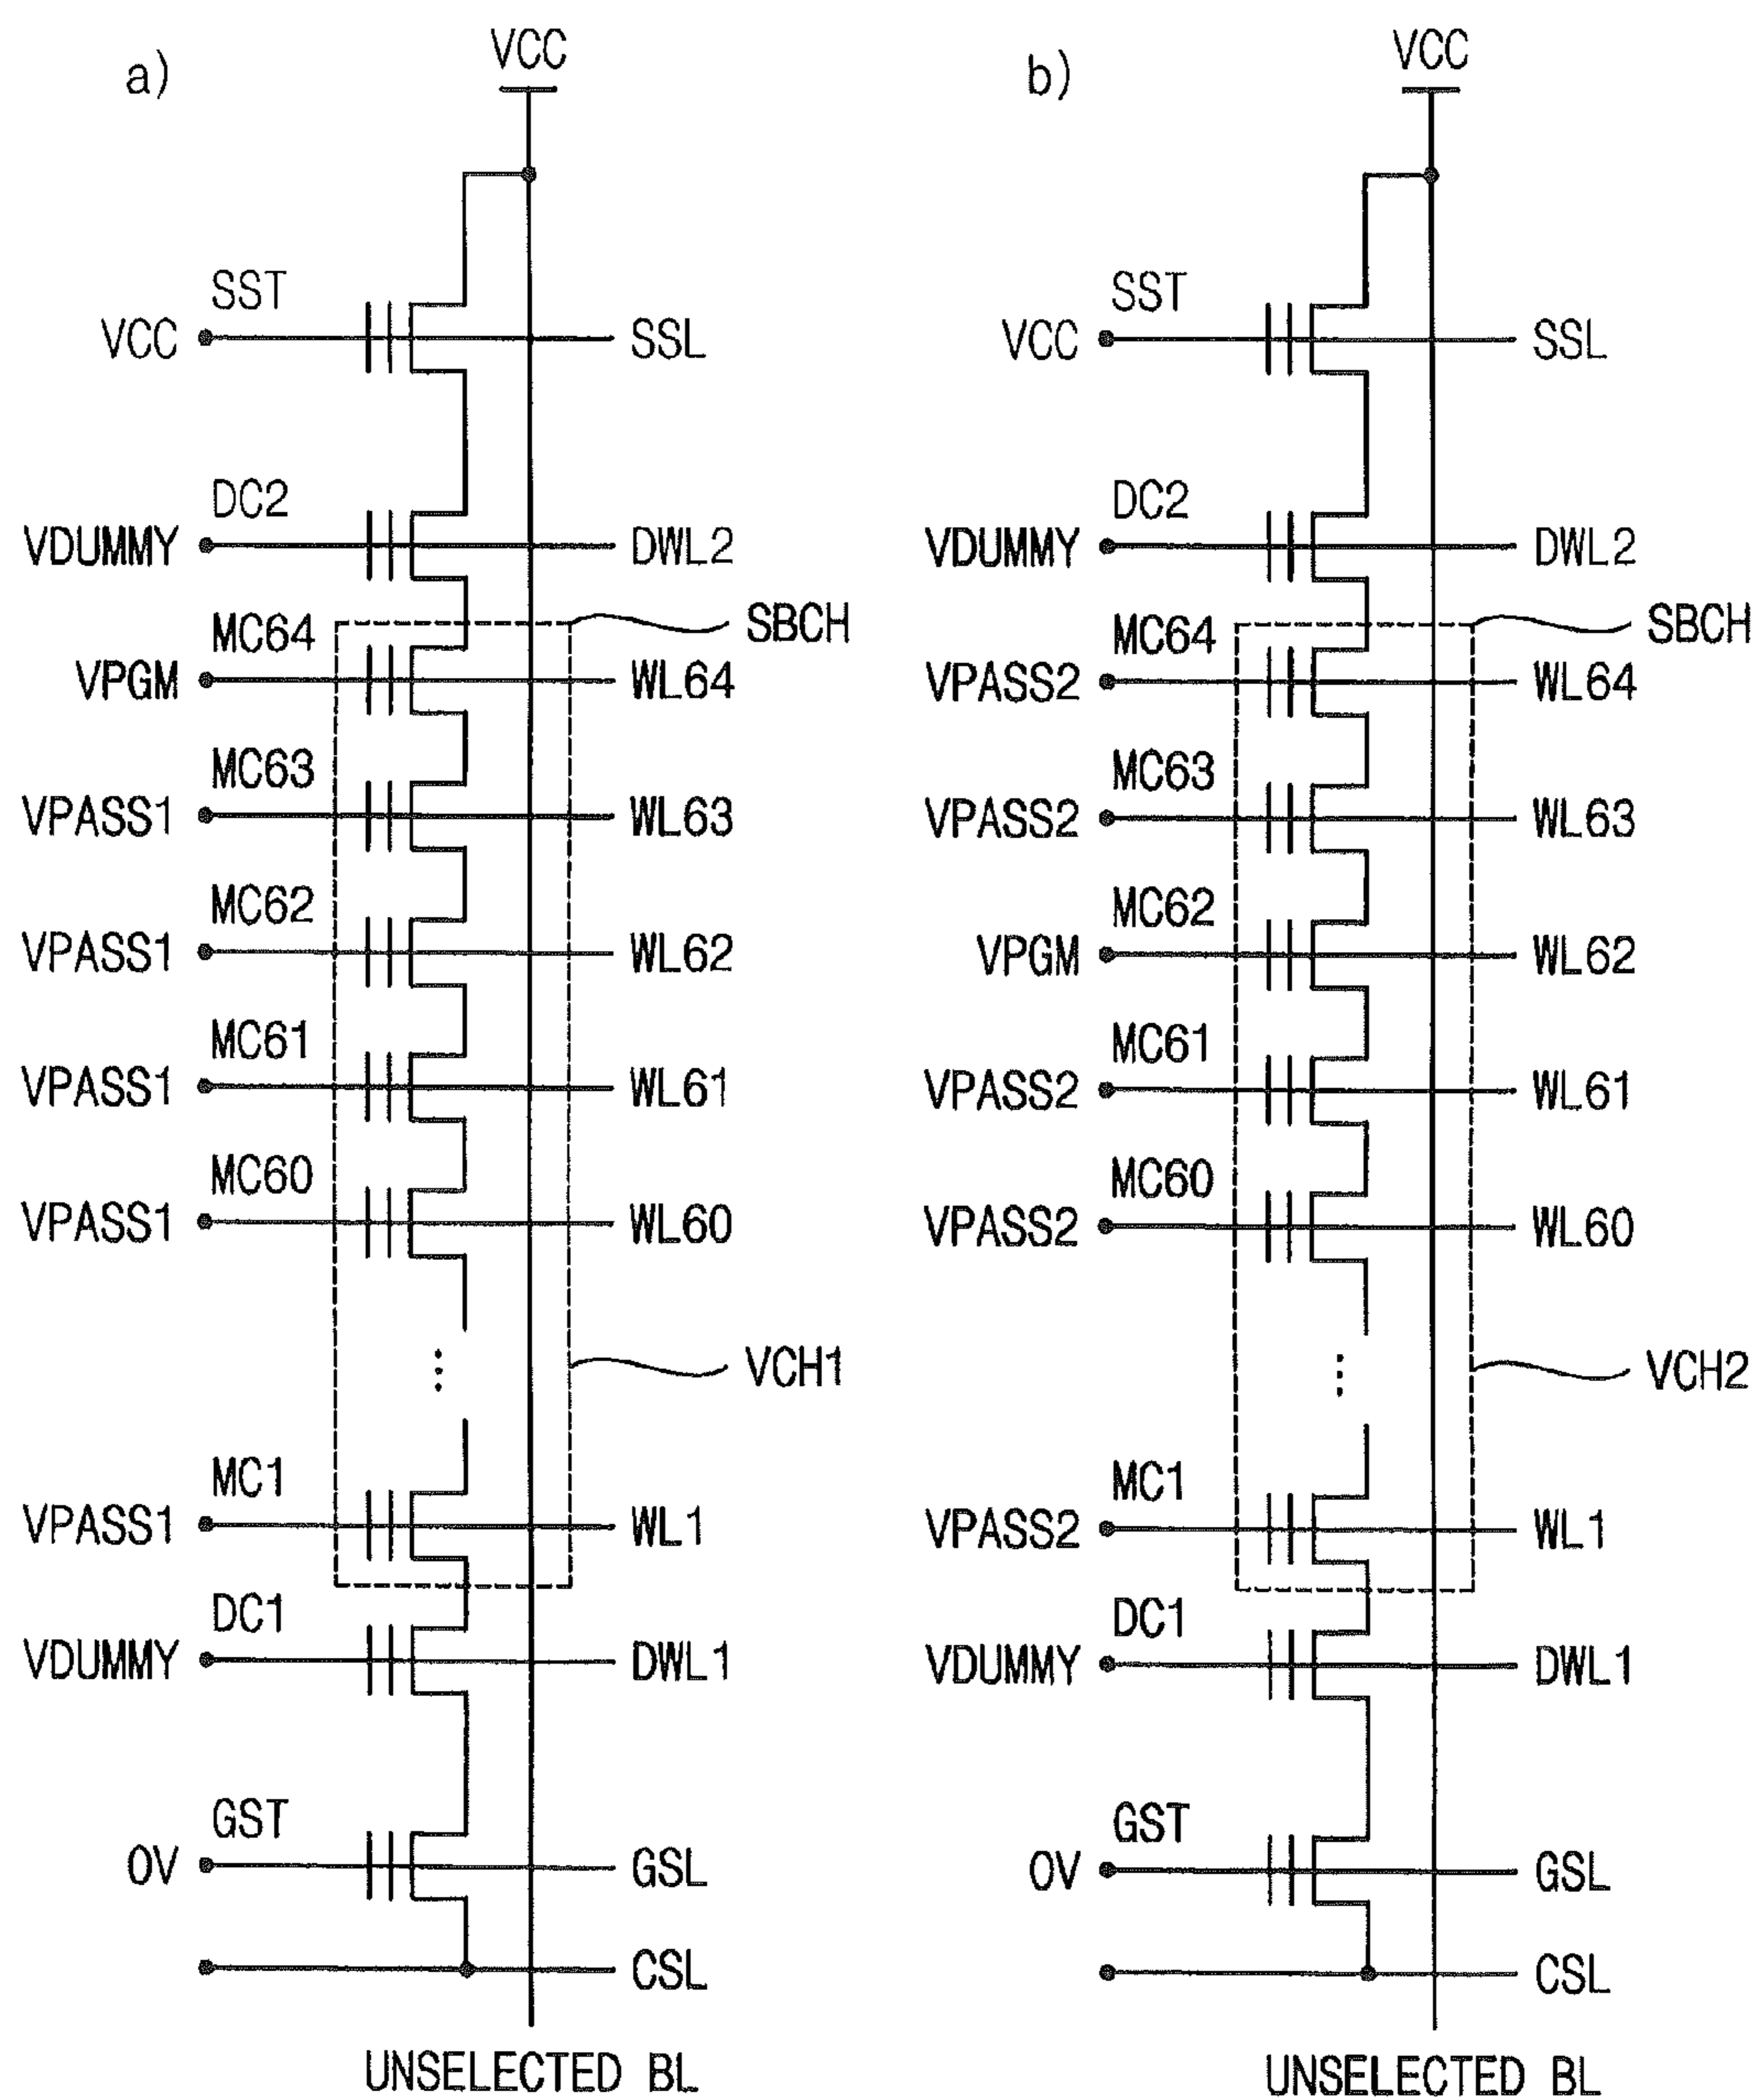 a)
VCC
SST
VCC
SSL
DC2
VDUMMY
DWL2
SBCH
MC64
VPGM
WL64
MC63
VPASS1
WL63
MC62
VPASS1
WL62
MC61
VPASS1
WL61
MC60
VPASS1
WL60
⋮
VCH1
MC1
VPASS1
WL1
DC1
VDUMMY
DWL1
GST
0V
GSL
CSL
UNSELECTED BL
b)
VCC
SST
VCC
SSL
DC2
VDUMMY
DWL2
SBCH
MC64
VPASS2
WL64
MC63
VPASS2
WL63
MC62
VPGM
WL62
MC61
VPASS2
WL61
MC60
VPASS2
WL60
⋮
VCH2
MC1
VPASS2
WL1
DC1
VDUMMY
DWL1
GST
0V
GSL
CSL
UNSELECTED BL